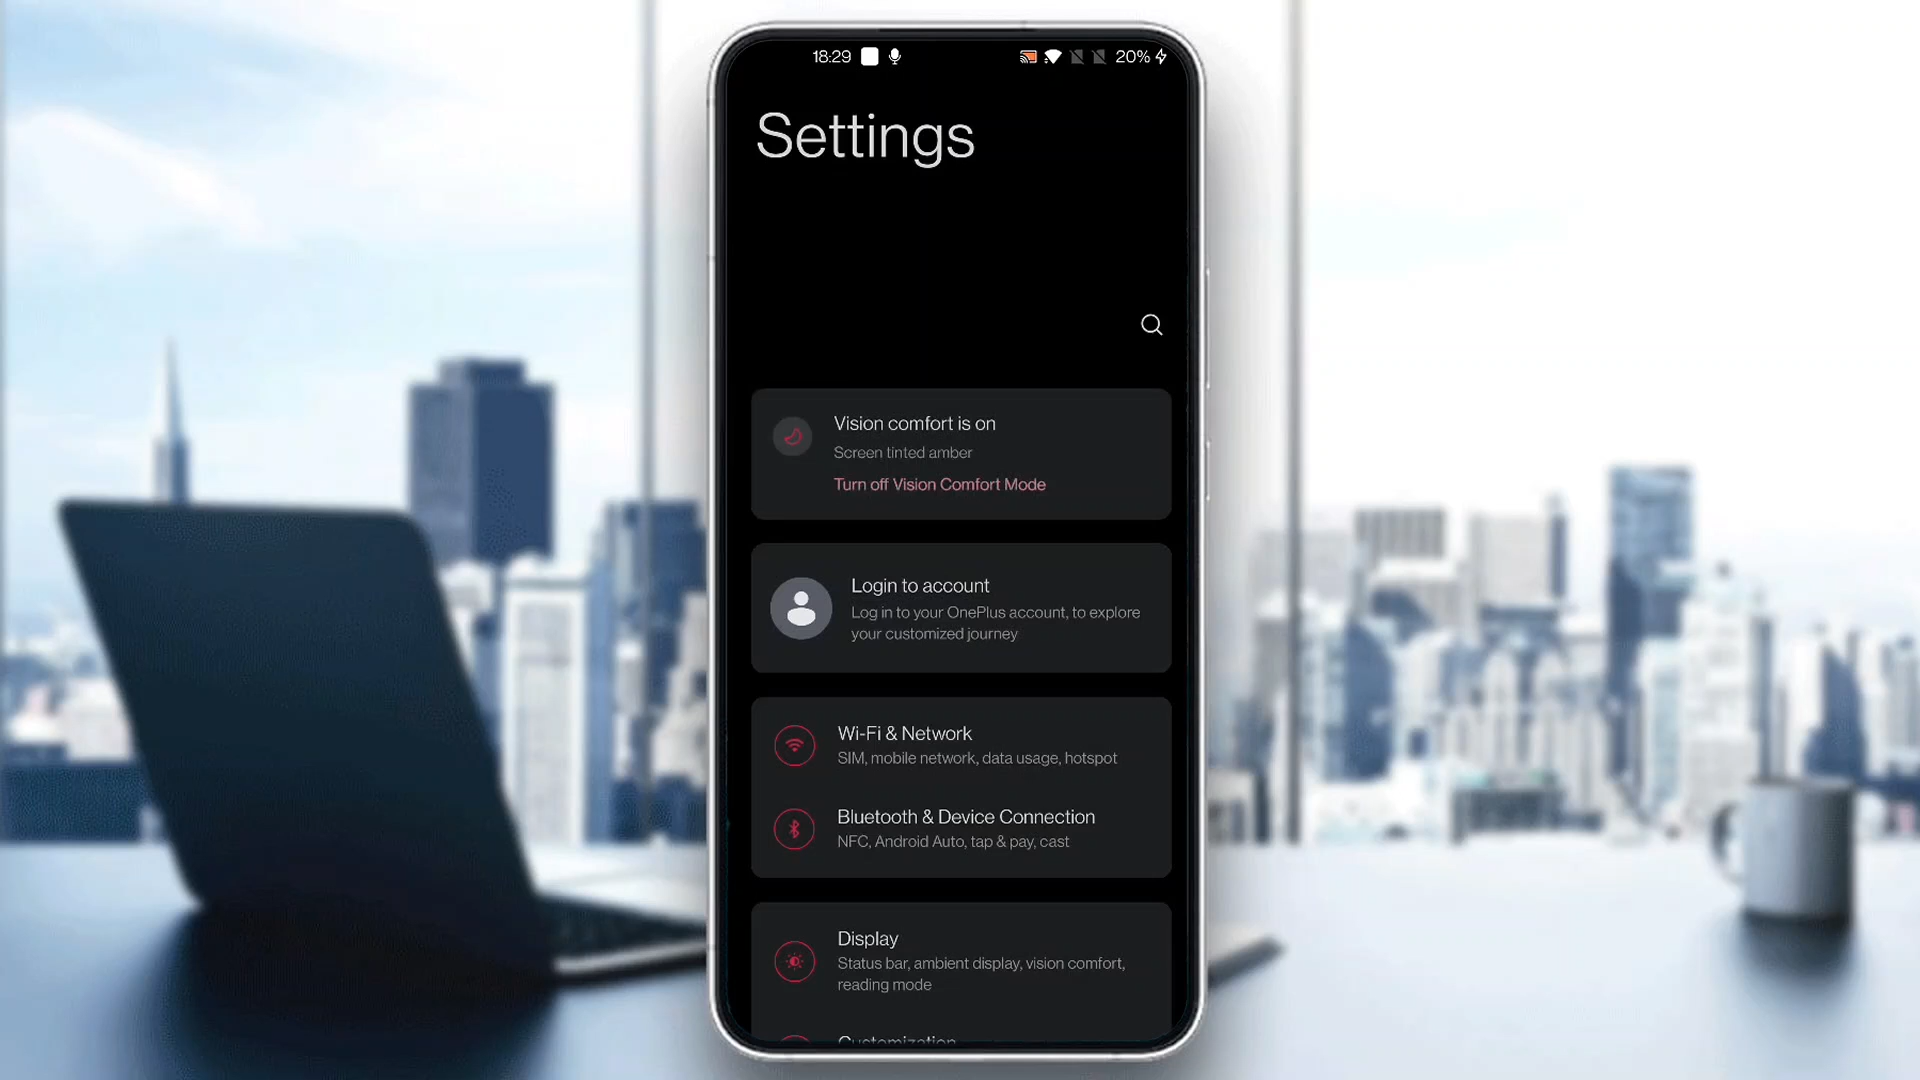 18:29
20%
Settings
Vision comfort is on
Screen tinted amber
Turn off Vision Comfort Mode
Login to account
Log in to your OnePlus account, to explore
your customized journey
Wi-Fi & Network
SIM, mobile network, data usage, hotspot
Bluetooth & Device Connection
NFC, Android Auto, tap & pay, cast
Display
Status bar, ambient display, vision comfort,
reading mode
Customization